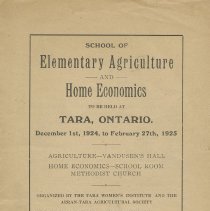 SCHOOL OF
Elementary Agriculture
AND
Home Economics
TO BE HELD AT
TARA, ONTARIO.
December 1st, 1924, to February 27th, 1925
AGRICULTURE—VANDUSEN'S HALL
HOME ECONOMICS—SCHOOL ROOM
METHODIST CHURCH
ORGANIZED BY THE TARA WOMEN'S INSTITUTE AND THE
ARRAN-TARA AGRICULTURAL SOCIETY